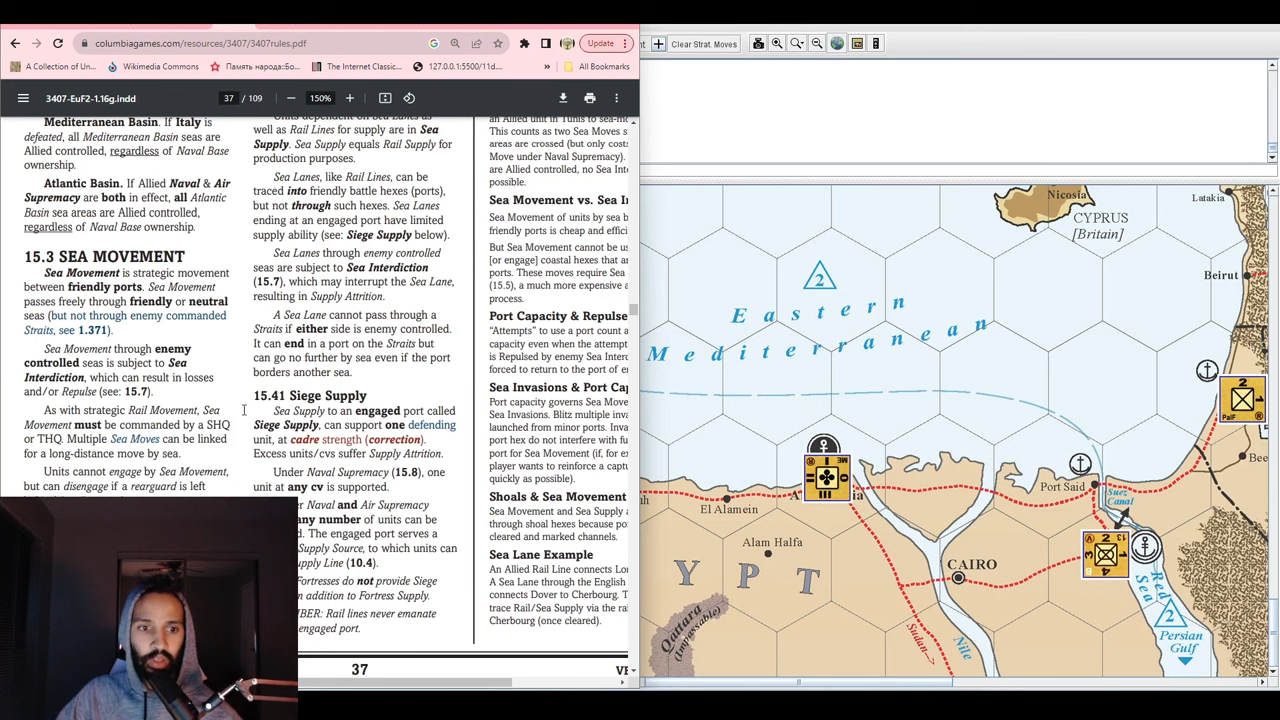 columbiagames.com/resources/3407/3407rules.pdf
Update
A Collection of Un...
Wikimedia Commons
Память народа::Бо...
The Internet Classic...
127.0.0.1:5500/11d...
»
All Bookmarks
3407-EuF2-1.16g.indd
37 / 109
150%
Mediterranean Basin. If Italy is
defeated, all Mediterranean Basin seas are
Allied controlled, regardless of Naval Base
ownership.
Atlantic Basin. If Allied Naval & Air
Supremacy are both in effect, all Atlantic
Basin sea areas are Allied controlled,
regardless of Naval Base ownership.
15.3 SEA MOVEMENT
Sea Movement is strategic movement
between friendly ports. Sea Movement
passes freely through friendly or neutral
seas (but not through enemy commanded
Straits, see 1.371).
Sea Movement through enemy
controlled seas is subject to Sea
Interdiction, which can result in losses
and/or Repulse (see: 15.7).
As with strategic Rail Movement, Sea
Movement must be commanded by a SHQ
or THQ. Multiple Sea Moves can be linked
for a long-distance move by sea.
Units cannot engage by Sea Movement,
but can disengage if a rearguard is left
well as Rail Lines for supply are in Sea
Supply. Sea Supply equals Rail Supply for
production purposes.
Sea Lanes, like Rail Lines, can be
traced into friendly battle hexes (ports),
but not through such hexes. Sea Lanes
ending at an engaged port have limited
supply ability (see: Siege Supply below).
Sea Lanes through enemy controlled
seas are subject to Sea Interdiction
(15.7), which may interrupt the Sea Lane,
resulting in Supply Attrition.
A Sea Lane cannot pass through a
Straits if either side is enemy controlled.
It can end in a port on the Straits but
can go no further by sea even if the port
borders another sea.
15.41 Siege Supply
Sea Supply to an engaged port called
Siege Supply, can support one defending
unit, at cadre strength (correction).
Excess units/cvs suffer Supply Attrition.
Under Naval Supremacy (15.8), one
unit at any cv is supported.
er Naval and Air Supremacy
any number of units can be
d. The engaged port serves a
Supply Source, to which units can
upply Line (10.4).
Fortresses do not provide Siege
n addition to Fortress Supply.
BER: Rail lines never emanate
engaged port.
an Allied unit in Tunis to sea-mo
This counts as two Sea Moves s
areas are crossed (but only costs
Move under Naval Supremacy).
are Allied controlled, no Sea Int
possible.
Sea Movement vs. Sea I
Sea Movement of units by sea b
friendly ports is cheap and effici
But Sea Movement cannot be us
[or engage] coastal hexes that ar
ports. These moves require Sea
(15.5), a much more expensive a
process.
Port Capacity & Repulse
"Attempts" to use a port count a
capacity even when the attempt
is Repulsed by enemy Sea Interc
forced to return to the port of en
Sea Invasions & Port Cap
Port capacity governs Sea Movem
Sea Invasions. Blitz multiple inva
launched from minor ports. Inva
port hex do not interfere with fu
port for Sea Movement (if, for ex
player wants to reinforce a captu
quickly as possible).
Shoals & Sea Movement
Sea Movement and Sea Supply a
through shoal hexes because po
cleared and marked channels.
Sea Lane Example
An Allied Rail Line connects Lon
A Sea Lane through the English
connects Dover to Cherbourg. Th
trace Rail/Sea Supply via the rai
Cherbourg (once cleared).
37
VE
Clear Strat. Moves
Nicosia
CYPRUS
[Britain]
Latakia
Beirut
2
Eastern
Mediterranean
2
PalF
Bee
Port Said
Suez
Canal
El Alamein
Alam Halfa
CAIRO
Y P T
Qattara
(Impassable)
Sudan
Nile
Red
Sea
2
Persian
Gulf